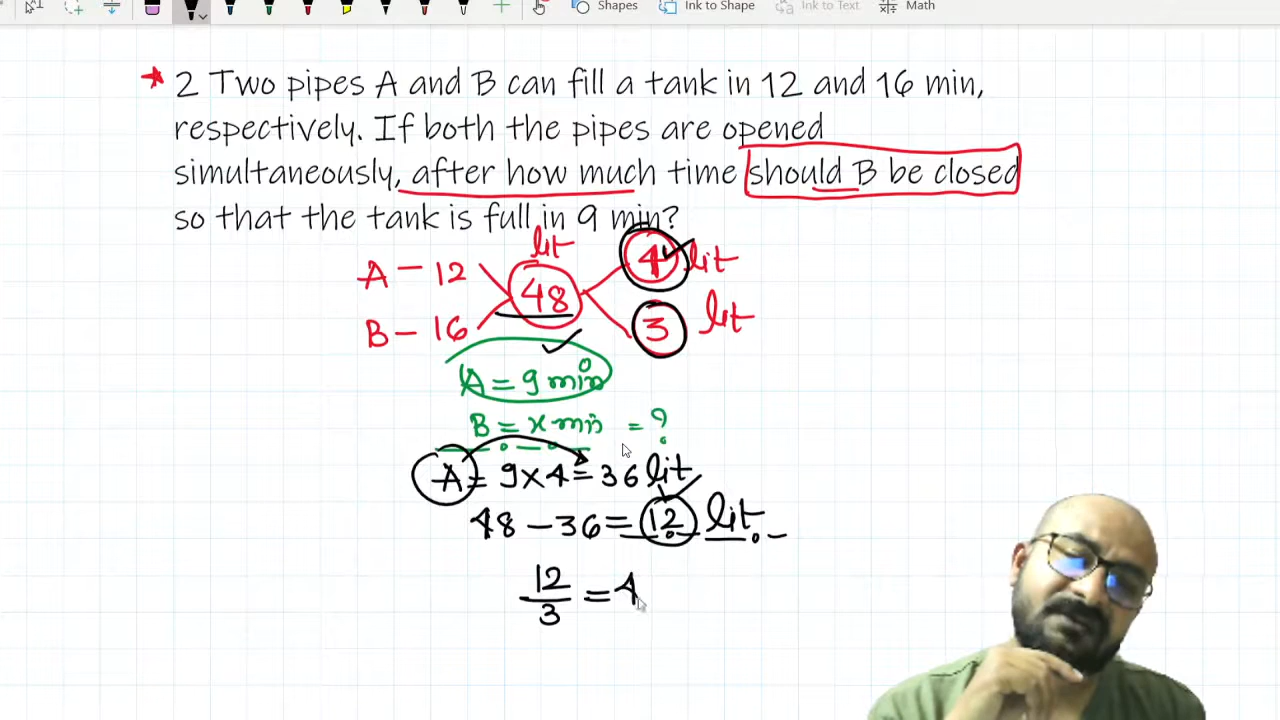 Shapes Ink to Shape Ink to Text Math
* 2 Two pipes A and B can fill a tank in 12 and 16 min,
respectively. If both the pipes are opened
simultaneously, after how much time should B be closed
so that the tank is full in 9 min?
lit
A - 12 48 4 lit
B - 16 3 lit
A = 9 min
B = x min = ?
A = 9 x 4 = 36 lit
48 - 36 = 12 lit
12
3 = 4